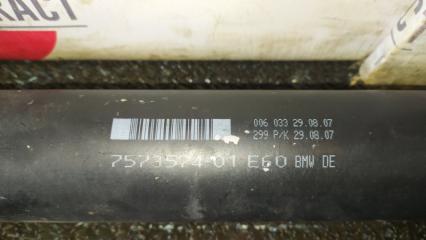 RACT
006 033 29.08.07
299 P/K 29.08.07
7573574-01 E60 BMW DE